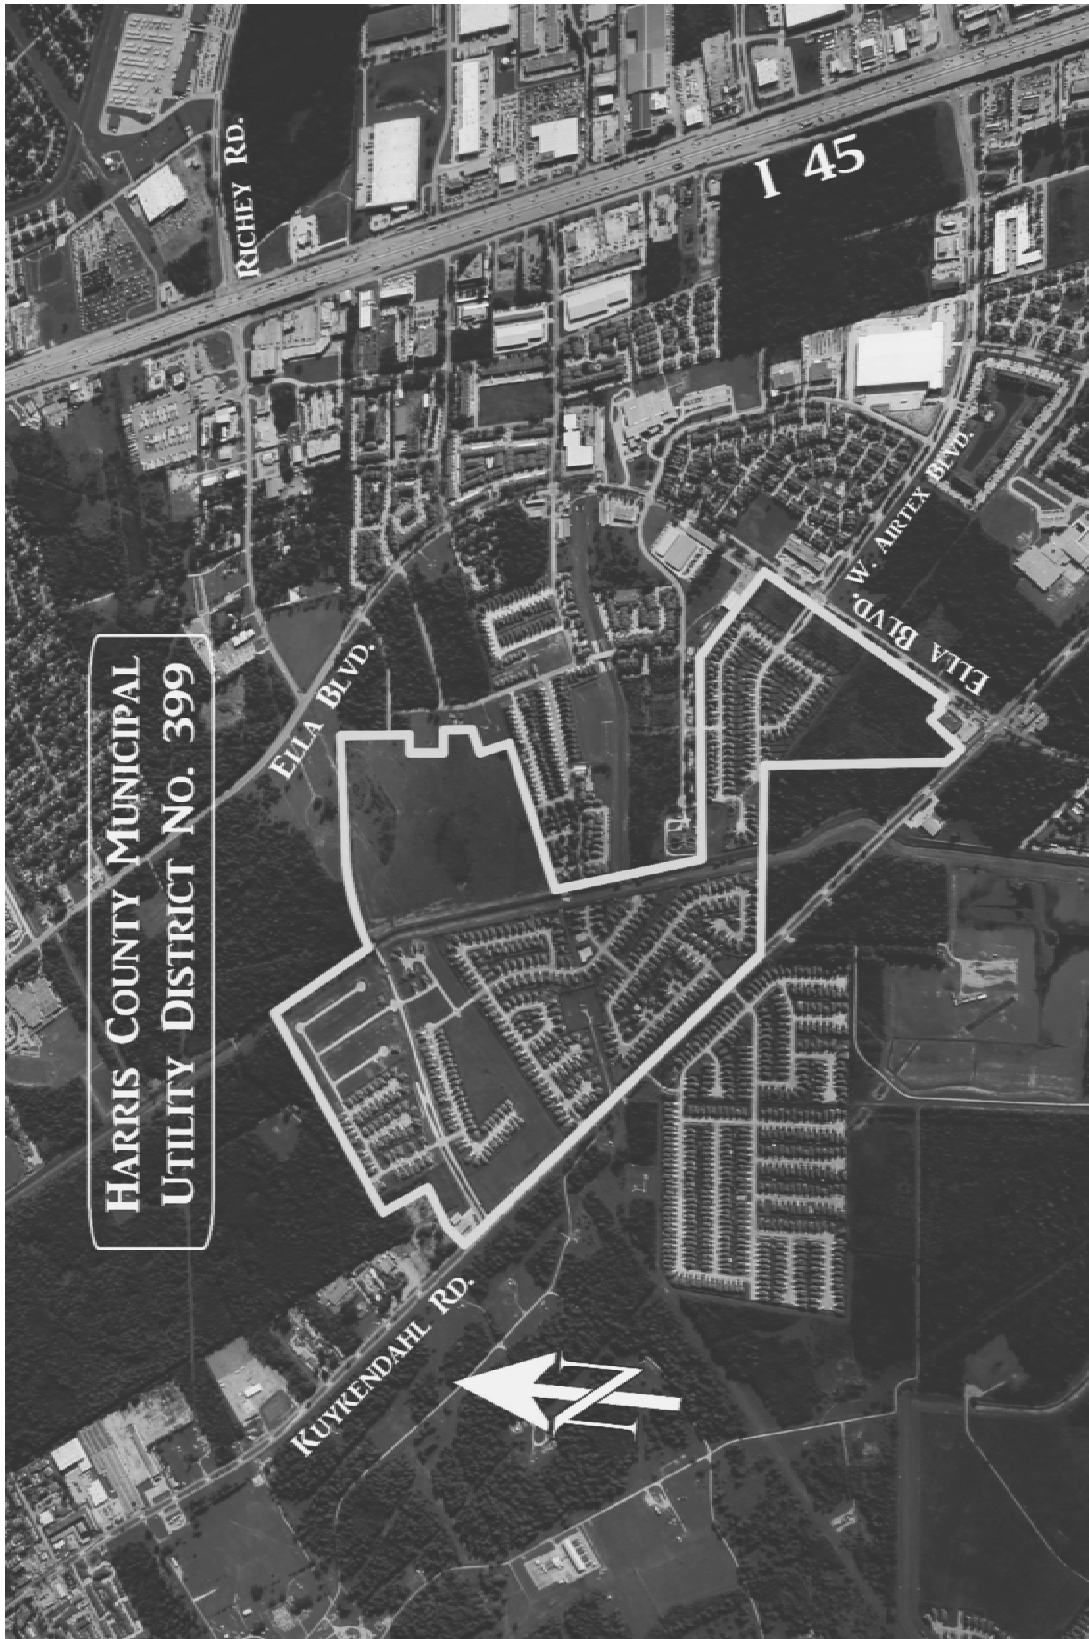 HARRIS COUNTY MUNICIPAL
UTILITY DISTRICT NO. 399
RICHEY RD.
I 45
ELLA BLVD.
W. AIRTEX BLVD.
ELLA BLVD.
KUYKENDAHL RD.
N